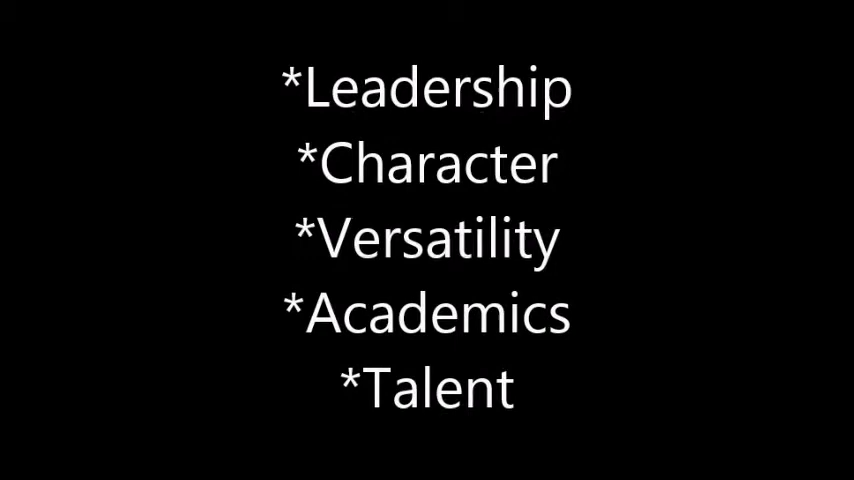 *Leadership
*Character
*Versatility
*Academics
*Talent